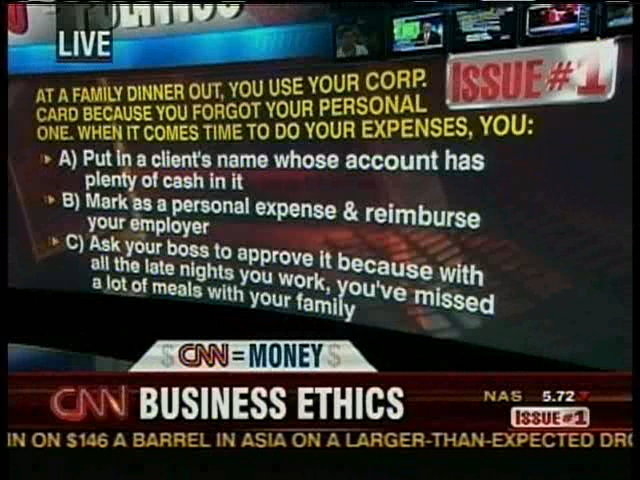 LIVE
ISSUE #1
AT A FAMILY DINNER OUT, YOU USE YOUR CORP.
CARD BECAUSE YOU FORGOT YOUR PERSONAL
ONE. WHEN IT COMES TIME TO DO YOUR EXPENSES, YOU:
A) Put in a client's name whose account has
plenty of cash in it
B) Mark as a personal expense & reimburse
your employer
C) Ask your boss to approve it because with
all the late nights you work, you've missed
a lot of meals with your family
$ CNN = MONEY $
CNN BUSINESS ETHICS
NAS 5.72
ISSUE #1
IN ON $146 A BARREL IN ASIA ON A LARGER-THAN-EXPECTED DR